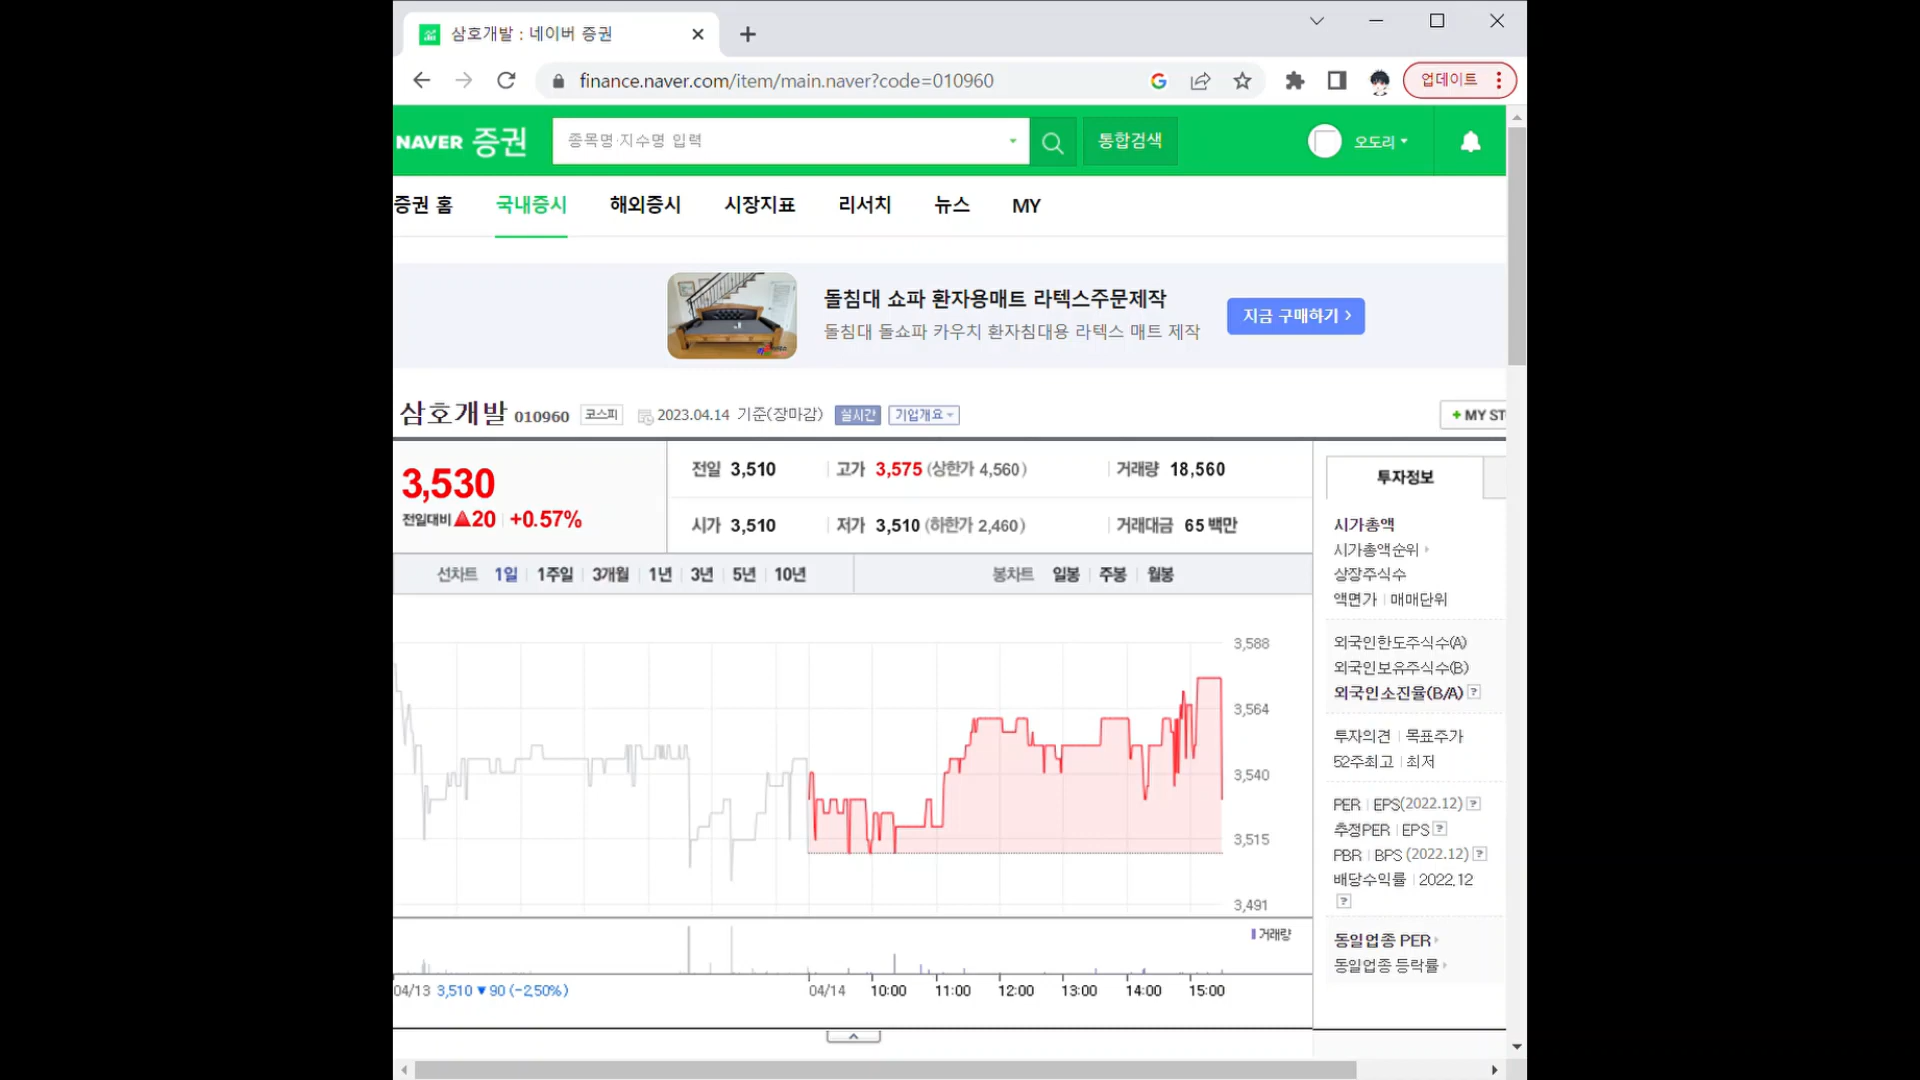 삼호개발 : 네이버 증권
finance.naver.com/item/main.naver?code=010960
업데이트
NAVER 증권
종목명·지수명 입력
통합검색
오도리
증권 홈 국내증시 해외증시 시장지표 리서치 뉴스 MY
돌침대 쇼파 환자용매트 라텍스주문제작
돌침대 돌쇼파 카우치 환자침대용 라텍스 매트 제작
지금 구매하기 >
삼호개발 010960 코스피 2023.04.14 기준(장마감) 실시간 기업개요
+ MY ST
3,530
전일대비 ▲20 +0.57%
전일 3,510 고가 3,575 (상한가 4,560) 거래량 18,560
시가 3,510 저가 3,510 (하한가 2,460) 거래대금 65 백만
선차트 1일 1주일 3개월 1년 3년 5년 10년 봉차트 일봉 주봉 월봉
3,588
3,564
3,540
3,515
3,491
거래량
04/13 3,510 ▼ 90 (-2.50%) 04/14 10:00 11:00 12:00 13:00 14:00 15:00
투자정보
시가총액
시가총액순위
상장주식수
액면가 | 매매단위
외국인한도주식수(A)
외국인보유주식수(B)
외국인소진율(B/A) ?
투자의견 | 목표주가
52주최고 | 최저
PER | EPS(2022.12) ?
추정PER | EPS ?
PBR | BPS (2022.12) ?
배당수익률 | 2022.12
?
동일업종 PER
동일업종 등락률